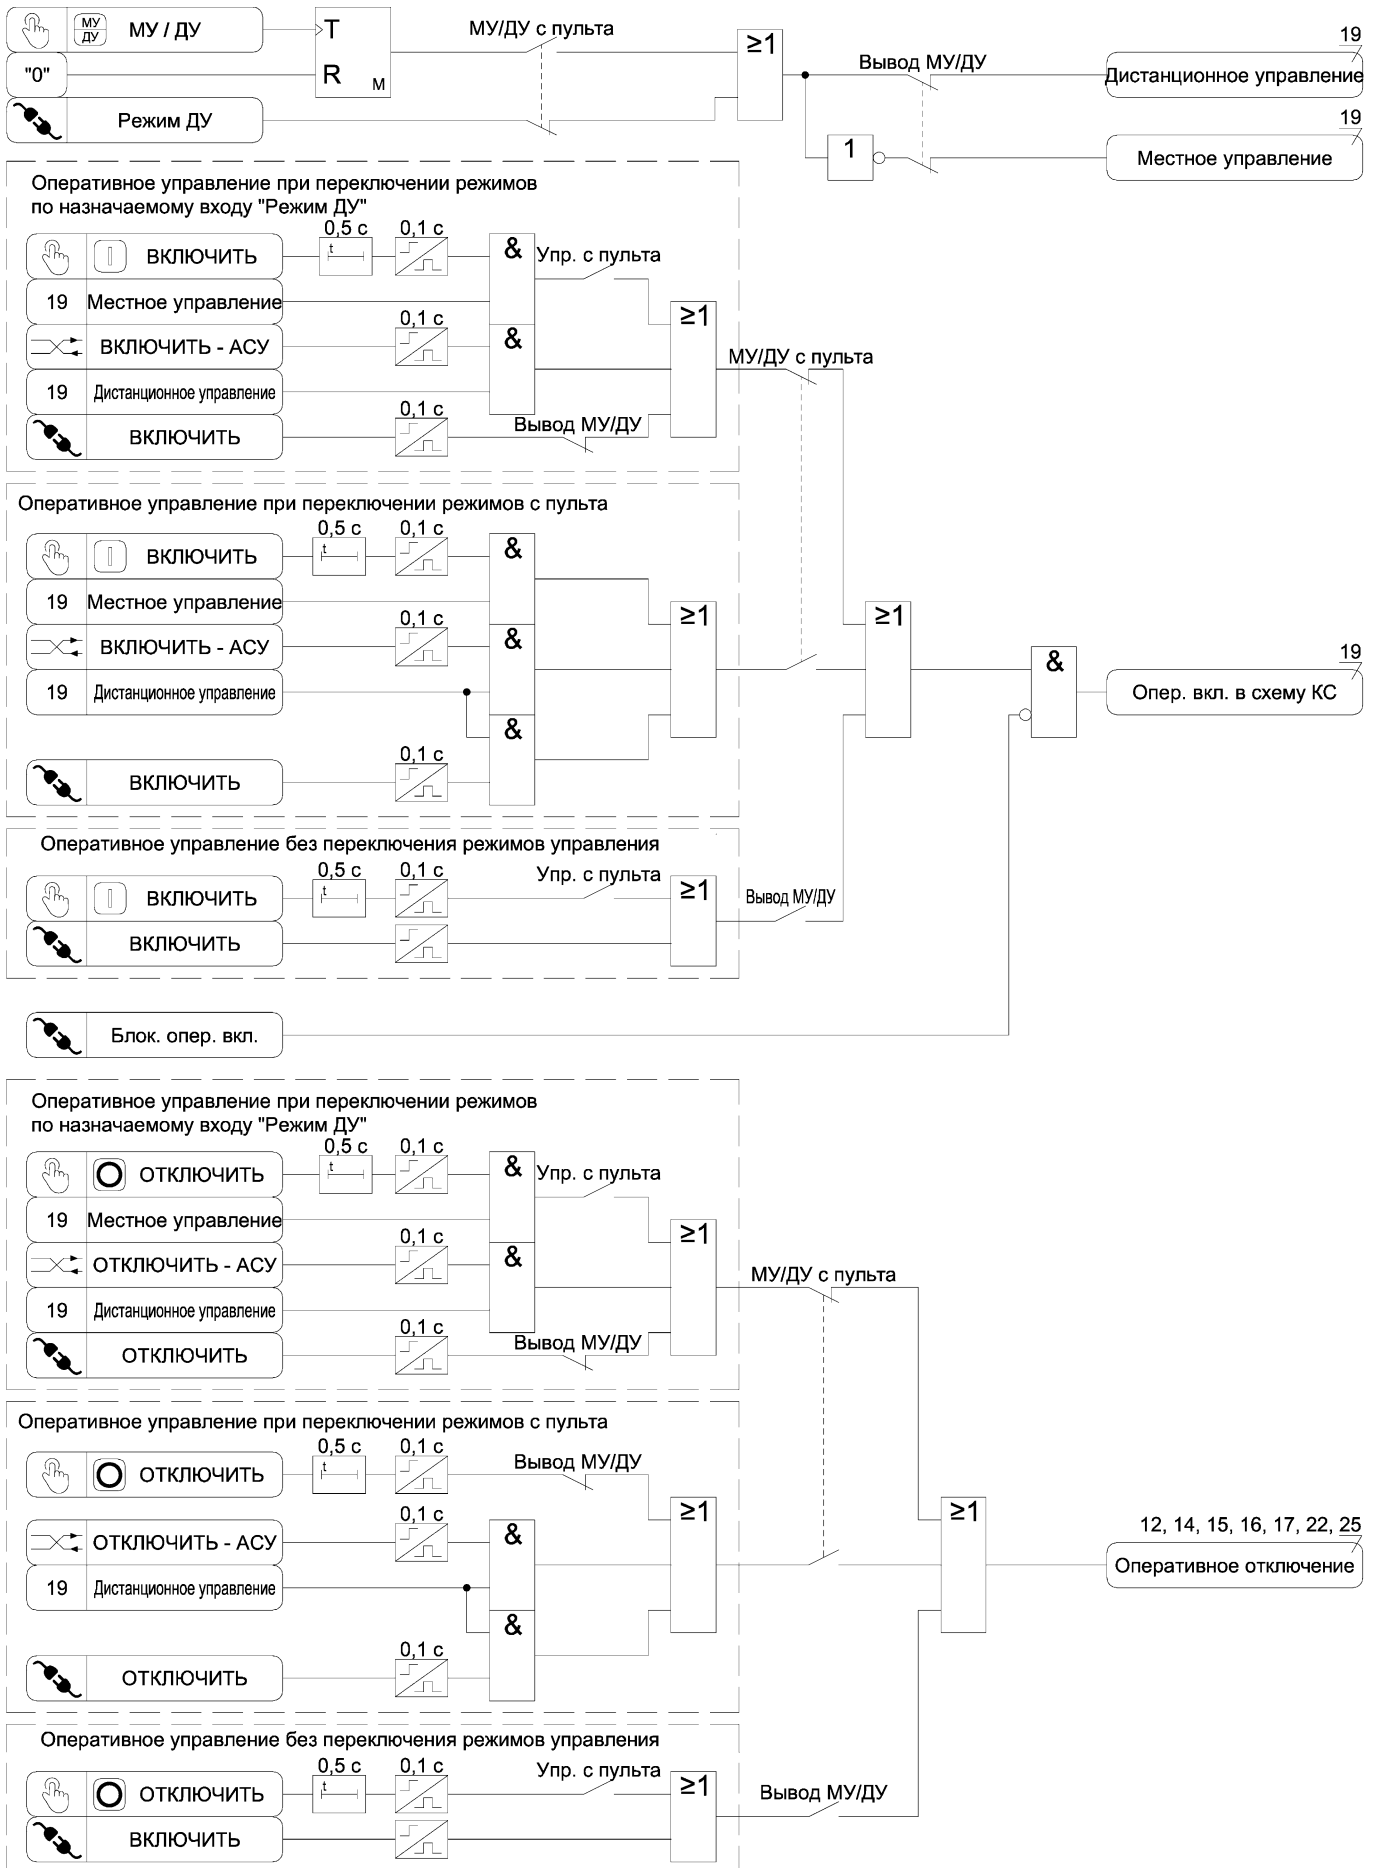 МУ ДУ МУ / ДУ
T
МУ/ДУ с пульта
≥1
19
"0"
R
M
Вывод МУ/ДУ
Дистанционное управление
Режим ДУ
19
1
Местное управление
Оперативное управление при переключении режимов
по назначаемому входу "Режим ДУ"
0,5 с 0,1 с
ВКЛЮЧИТЬ
t
&
Упр. с пульта
19 Местное управление
≥1
0,1 с
ВКЛЮЧИТЬ - АСУ
&
МУ/ДУ с пульта
19 Дистанционное управление
0,1 с
ВКЛЮЧИТЬ
Вывод МУ/ДУ
Оперативное управление при переключении режимов с пульта
0,5 с 0,1 с
ВКЛЮЧИТЬ
t
&
19 Местное управление
≥1
≥1
0,1 с
ВКЛЮЧИТЬ - АСУ
&
&
19
19 Дистанционное управление
Опер. вкл. в схему КС
&
0,1 с
ВКЛЮЧИТЬ
Оперативное управление без переключения режимов управления
0,5 с 0,1 с
Упр. с пульта
ВКЛЮЧИТЬ
t
≥1
Вывод МУ/ДУ
ВКЛЮЧИТЬ
Блок. опер. вкл.
Оперативное управление при переключении режимов
по назначаемому входу "Режим ДУ"
0,5 с 0,1 с
ОТКЛЮЧИТЬ
t
&
Упр. с пульта
19 Местное управление
≥1
0,1 с
ОТКЛЮЧИТЬ - АСУ
&
МУ/ДУ с пульта
19 Дистанционное управление
0,1 с
ОТКЛЮЧИТЬ
Вывод МУ/ДУ
Оперативное управление при переключении режимов с пульта
0,5 с 0,1 с
Вывод МУ/ДУ
ОТКЛЮЧИТЬ
t
≥1
≥1
0,1 с
ОТКЛЮЧИТЬ - АСУ
&
12, 14, 15, 16, 17, 22, 25
Оперативное отключение
19 Дистанционное управление
&
0,1 с
ОТКЛЮЧИТЬ
Оперативное управление без переключения режимов управления
0,5 с 0,1 с
Упр. с пульта
ОТКЛЮЧИТЬ
t
≥1
Вывод МУ/ДУ
ВКЛЮЧИТЬ